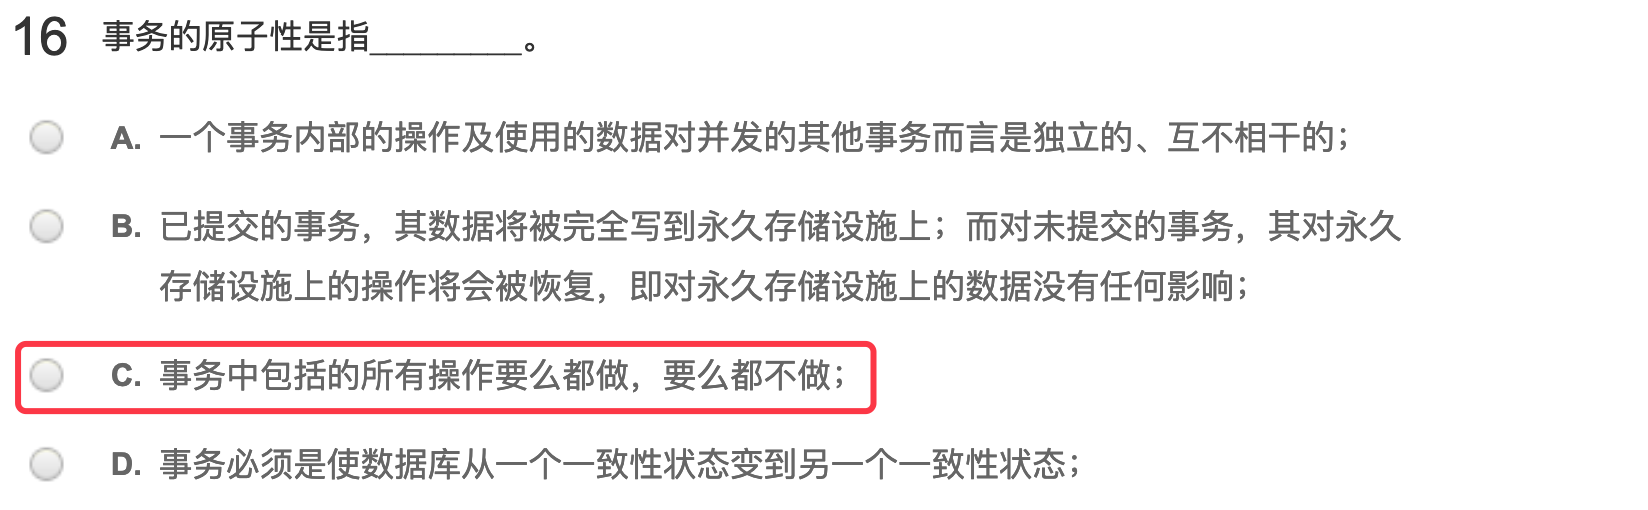 16 事务的原子性是指_________。
A. 一个事务内部的操作及使用的数据对并发的其他事务而言是独立的、互不相干的；
B. 已提交的事务，其数据将被完全写到永久存储设施上；而对未提交的事务，其对永久
存储设施上的操作将会被恢复，即对永久存储设施上的数据没有任何影响；
C. 事务中包括的所有操作要么都做，要么都不做；
D. 事务必须是使数据库从一个一致性状态变到另一个一致性状态；